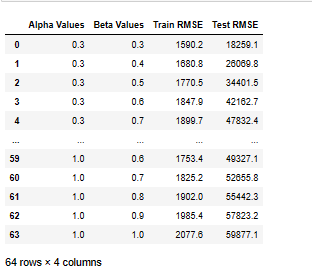 Alpha Values Beta Values Train RMSE Test RMSE
0 0.3 0.3 1590.2 18259.1
1 0.3 0.4 1680.8 26069.8
2 0.3 0.5 1770.5 34401.5
3 0.3 0.6 1847.9 42162.7
4 0.3 0.7 1899.7 47832.4
... ... ... ... ...
59 1.0 0.6 1753.4 49327.1
60 1.0 0.7 1825.2 52655.8
61 1.0 0.8 1902.0 55442.3
62 1.0 0.9 1985.4 57823.2
63 1.0 1.0 2077.6 59877.1
64 rows × 4 columns